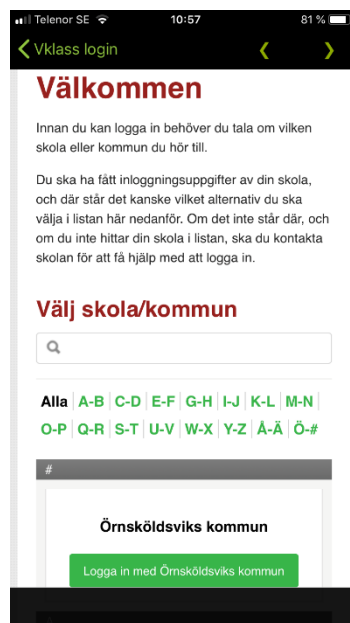 Telenor SE 10:57 81 %
Vklass login
Välkommen
Innan du kan logga in behöver du tala om vilken
skola eller kommun du hör till.
Du ska ha fått inloggningsuppgifter av din skola,
och där står det kanske vilket alternativ du ska
välja i listan här nedanför. Om det inte står där, och
om du inte hittar din skola i listan, ska du kontakta
skolan för att få hjälp med att logga in.
Välj skola/kommun
Alla A-B C-D E-F G-H I-J K-L M-N
O-P Q-R S-T U-V W-X Y-Z Å-Ä Ö-#
#
Örnsköldsviks kommun
Logga in med Örnsköldsviks kommun